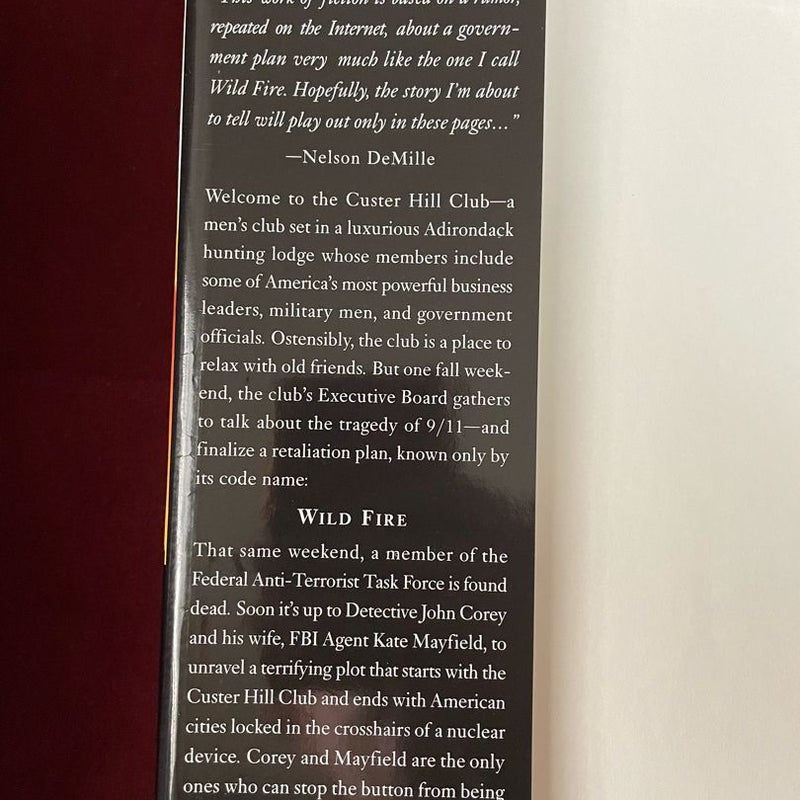 "This work of fiction is based on a rumor,
repeated on the Internet, about a govern-
ment plan very much like the one I call
Wild Fire. Hopefully, the story I'm about
to tell will play out only in these pages..."
—Nelson DeMille
Welcome to the Custer Hill Club—a
men's club set in a luxurious Adirondack
hunting lodge whose members include
some of America's most powerful business
leaders, military men, and government
officials. Ostensibly, the club is a place to
relax with old friends. But one fall week-
end, the club's Executive Board gathers
to talk about the tragedy of 9/11—and
finalize a retaliation plan, known only by
its code name:
WILD FIRE
That same weekend, a member of the
Federal Anti-Terrorist Task Force is found
dead. Soon it's up to Detective John Corey
and his wife, FBI Agent Kate Mayfield, to
unravel a terrifying plot that starts with the
Custer Hill Club and ends with American
cities locked in the crosshairs of a nuclear
device. Corey and Mayfield are the only
ones who can stop the button from being